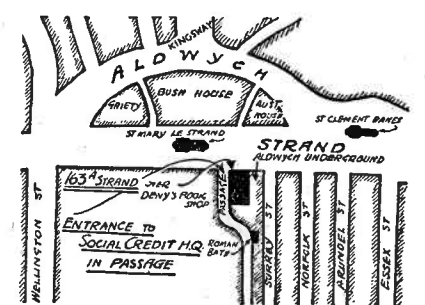 KINGSWAY
ALDWYCH
GAIETY
BUSH HOUSE
AUST.
HOUSE
ST CLEMENT DANES
ST MARY LE STRAND
STRAND
ALDWYCH UNDERGROUND
163A STRAND
OVER
DENY'S BOOK
SHOP
PASSAGE
ENTRANCE TO
SOCIAL CREDIT H.Q.
IN PASSAGE
ROMAN
BATH
WELLINGTON ST
SURREY ST
NORFOLK ST
ARUNDEL ST
ESSEX ST